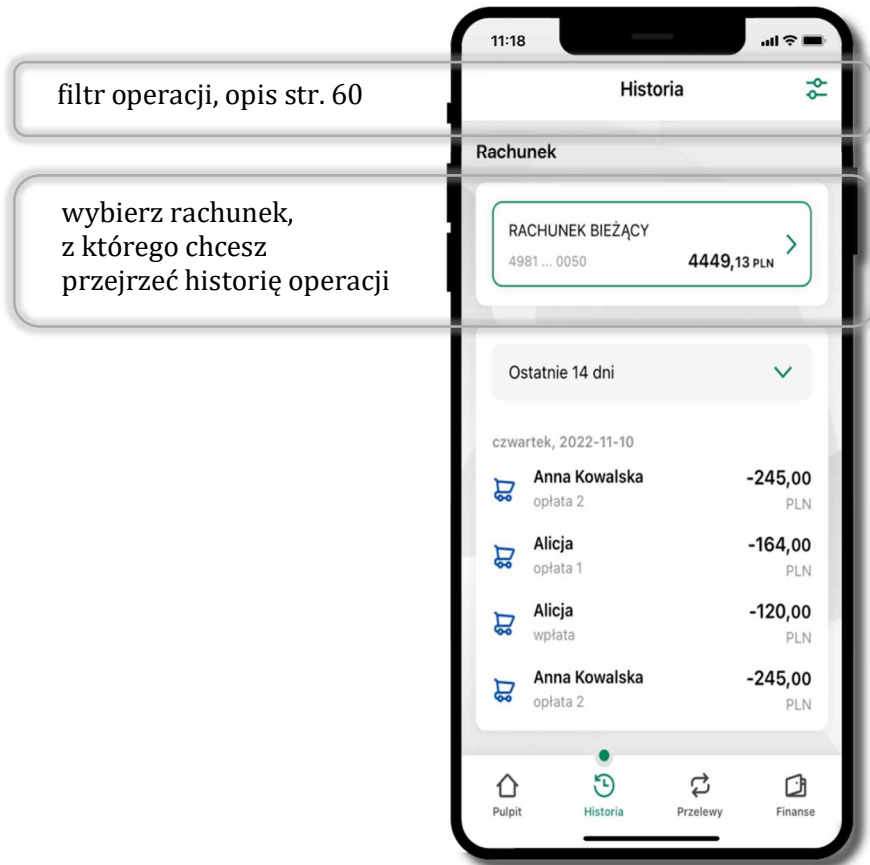 11:18
filtr operacji, opis str. 60
Historia
Rachunek
wybierz rachunek,
z którego chcesz
przejrzeć historię operacji
RACHUNEK BIEŻĄCY
4981 ... 0050 4449,13 PLN
Ostatnie 14 dni
czwartek, 2022-11-10
Anna Kowalska -245,00
opłata 2 PLN
Alicja -164,00
opłata 1 PLN
Alicja -120,00
wpłata PLN
Anna Kowalska -245,00
opłata 2 PLN
Pulpit Historia Przelewy Finanse